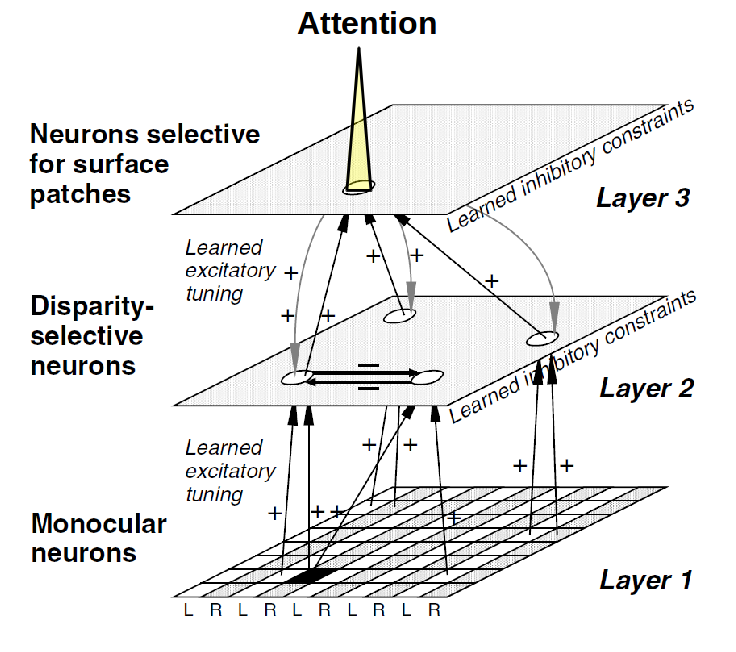 Attention
Neurons selective
for surface
patches
Learned inhibitory constraints
Layer 3
Learned
excitatory
tuning
+
+
+
+
+
+
Disparity-
selective
neurons
Learned inhibitory constraints
Layer 2
Learned
excitatory
tuning
+
+
+
+
+
+
+
+
Monocular
neurons
Layer 1
L R L R L R L R L R